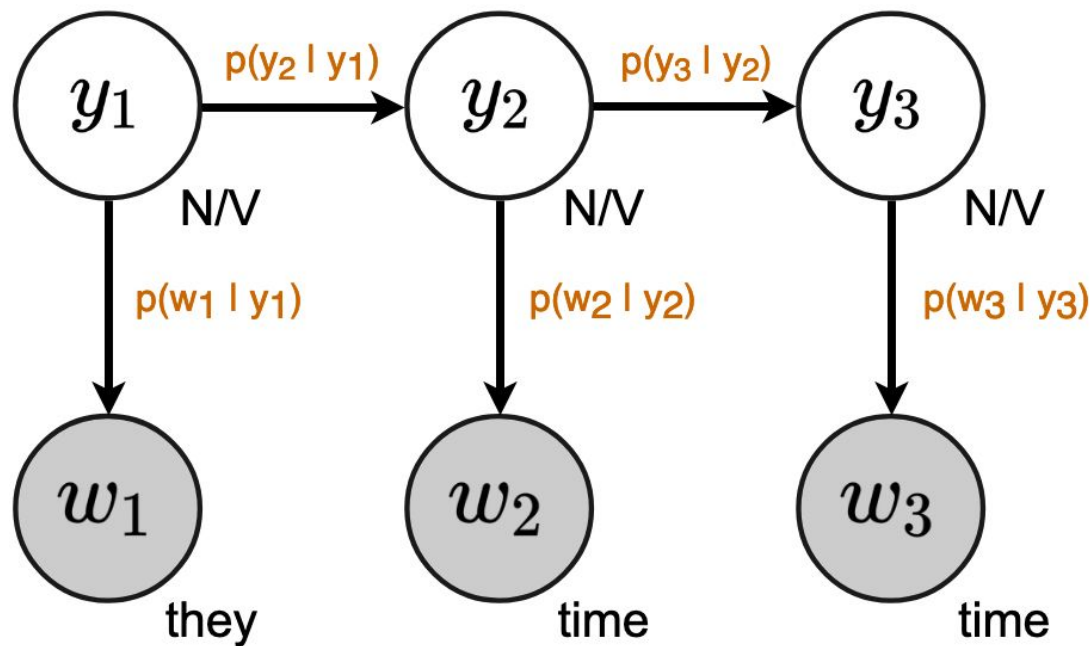 p(y2 | y1) p(y3 | y2)
y1 y2 y3
N/V N/V N/V
p(w1 | y1) p(w2 | y2) p(w3 | y3)
w1 w2 w3
they time time